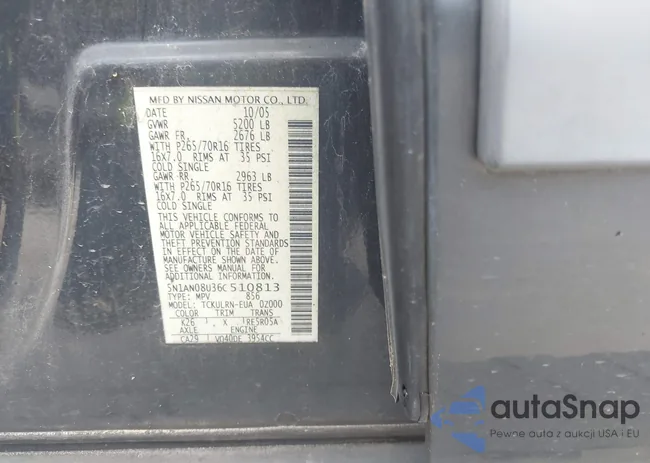 MFD BY NISSAN MOTOR CO., LTD.
DATE 10/05
GVWR 5200 LB
GAWR FR. 2676 LB
WITH P265/70R16 TIRES
16X7.0 RIMS AT 35 PSI
COLD SINGLE
GAWR RR. 2963 LB
WITH P265/70R16 TIRES
16X7.0 RIMS AT 35 PSI
COLD SINGLE
THIS VEHICLE CONFORMS TO
ALL APPLICABLE FEDERAL
MOTOR VEHICLE SAFETY AND
THEFT PREVENTION STANDARDS
IN EFFECT ON THE DATE OF
MANUFACTURE SHOWN ABOVE.
SEE OWNERS MANUAL FOR
ADDITIONAL INFORMATION.
5N1AN08U36C510813
TYPE: MPV 856
MODEL: TCKULRN-EUA 0Z000
COLOR TRIM TRANS
K26 X RE5R05A
AXLE ENGINE
CA29 VQ40DE 3954CC
autoSnap
Pewne auta z aukcji USA i EU